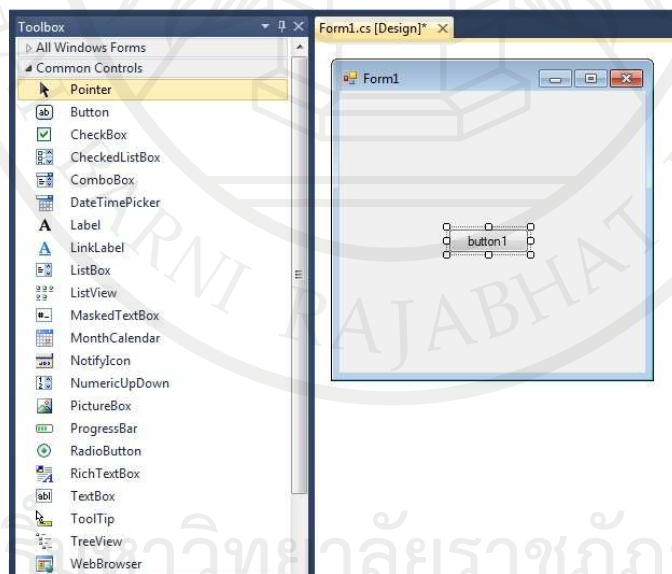 Toolbox
All Windows Forms
Common Controls
Pointer
Button
CheckBox
CheckedListBox
ComboBox
DateTimePicker
Label
LinkLabel
ListBox
ListView
MaskedTextBox
MonthCalendar
NotifyIcon
NumericUpDown
PictureBox
ProgressBar
RadioButton
RichTextBox
TextBox
ToolTip
TreeView
WebBrowser
Form1.cs [Design]*
Form1
button1
RAJABHAT